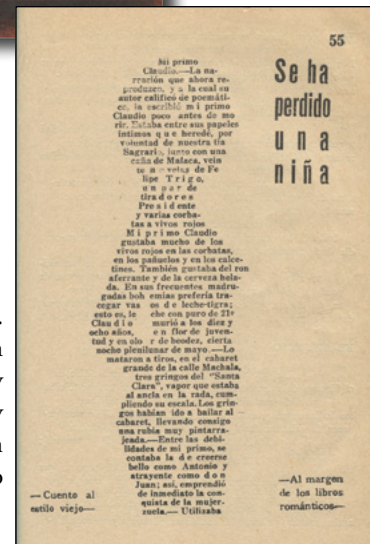 55
Se ha
perdido
una
niña
Mi primo
Claudio.—La na-
rración que ahora re-
produzco, y a la cual su
autor calificó de poemáti-
co, la escribió mi primo
Claudio poco antes de mo
rir. Estaba entre sus papeles
íntimos que heredé, por
voluntad de nuestra tía
Sagrario, junto con una
caña de Malaca, vein
te novelas de Fe
lipe Trigo,
un par de
tiradores
Presidente
y varias corba-
tas a vivos rojos
Mi primo Claudio
gustaba mucho de los
vivos rojos en las corbatas,
en los pañuelos y en los calce-
tines. También gustaba del ron
aferrante y de la cerveza hela-
da. En sus frecuentes madru-
gadas bohemias prefería tra-
cegar vasos de leche-tigra;
esto es, leche con puro de 21º
Claudio murió a los diez y
ocho años, en flor de juven-
tud y en olor de beodez, cierta
noche plenilunar de mayo.—Lo
mataron a tiros, en el cabaret
grande de la calle Machala,
tres gringos del "Santa
Clara", vapor que estaba
al ancla en la rada, cum-
pliendo su escala. Los grin-
gos habían ido a bailar al
cabaret, llevando consigo
una rubia muy pintarra-
jeada.—Entre las debi-
lidades de mi primo, se
contaba la de creerse
bello como Antonio y
atrayente como don
Juan; así, emprendió
de inmediato la con-
quista de la mujer-
zuela.— Utilizaba
—Cuento al
estilo viejo—
—Al margen
de los libros
románticos—